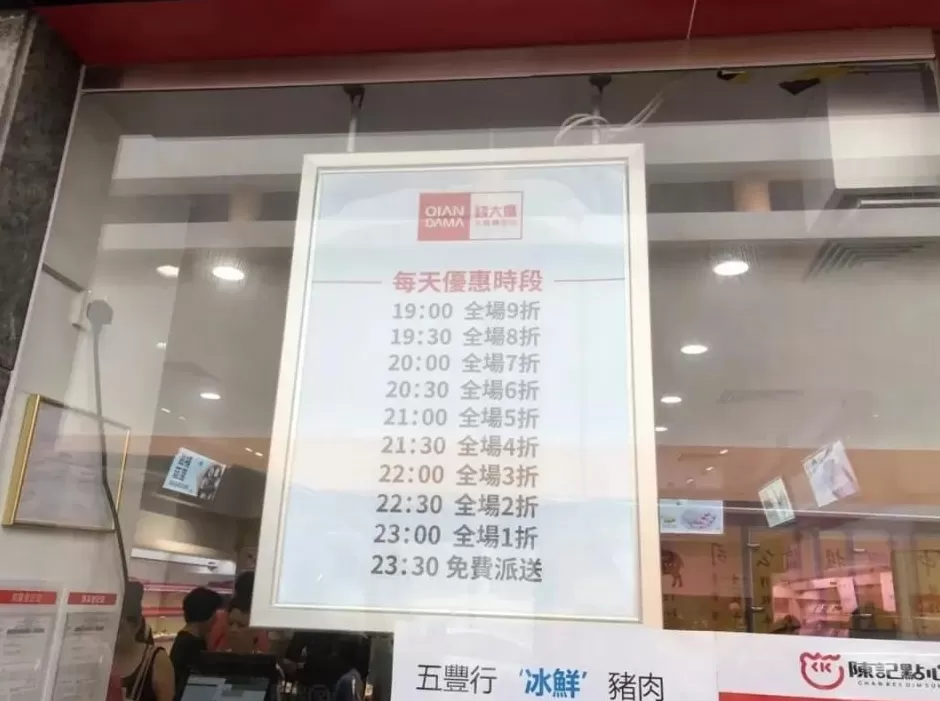 QIAN
DAMA
錢大媽
每天優惠時段
19:00 全場9折
19:30 全場8折
20:00 全場7折
20:30 全場6折
21:00 全場5折
21:30 全場4折
22:00 全場3折
22:30 全場2折
23:00 全場1折
23:30 免費派送
五豐行 ‘冰鮮’ 豬肉
陳記點心